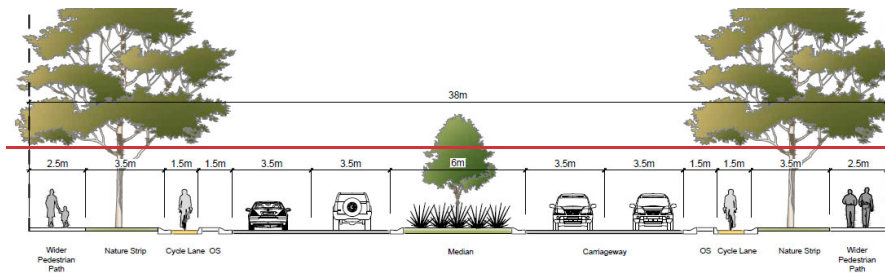 38m
2.5m 3.5m 1.5m 1.5m 3.5m 3.5m 6m 3.5m 3.5m 1.5m 1.5m 3.5m 2.5m
Wider Pedestrian Path
Nature Strip
Cycle Lane
OS
Median
Carriageway
OS
Cycle Lane
Nature Strip
Wider Pedestrian Path